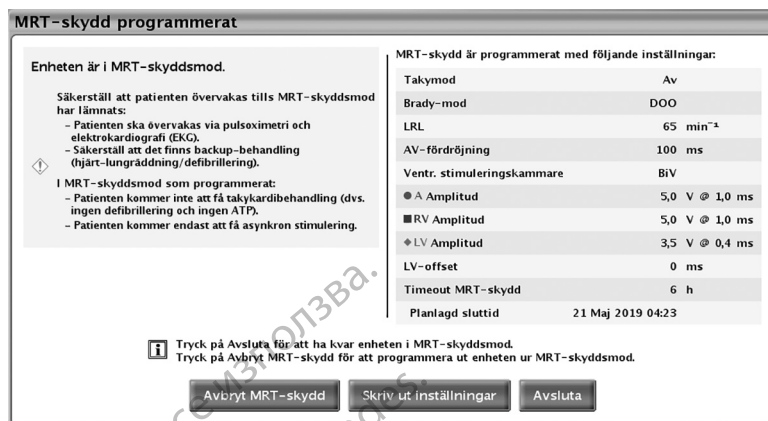 MRT-skydd programmerat
Enheten är i MRT-skyddsmod.
Säkerställ att patienten övervakas tills MRT-skyddsmod
har lämnats:
- Patienten ska övervakas via pulsoximetri och
elektrokardiografi (EKG).
- Säkerställ att det finns backup-behandling
(hjärt-lungräddning/defibrillering).
I MRT-skyddsmod som programmerat:
- Patienten kommer inte att få takykardibehandling (dvs.
ingen defibrillering och ingen ATP).
- Patienten kommer endast att få asynkron stimulering.
MRT-skydd är programmerat med följande inställningar:
Takymod Av
Brady-mod DOO
LRL 65 min⁻¹
AV-fördröjning 100 ms
Ventr. stimuleringskammare BiV
A Amplitud 5,0 V @ 1,0 ms
RV Amplitud 5,0 V @ 1,0 ms
LV Amplitud 3,5 V @ 0,4 ms
LV-offset 0 ms
Timeout MRT-skydd 6 h
Planlagd sluttid 21 Maj 2019 04:23
Tryck på Avsluta för att ha kvar enheten i MRT-skyddsmod.
Tryck på Avbryt MRT-skydd för att programmera ut enheten ur MRT-skyddsmod.
Avbryt MRT-skydd Skriv ut inställningar Avsluta
се използва.